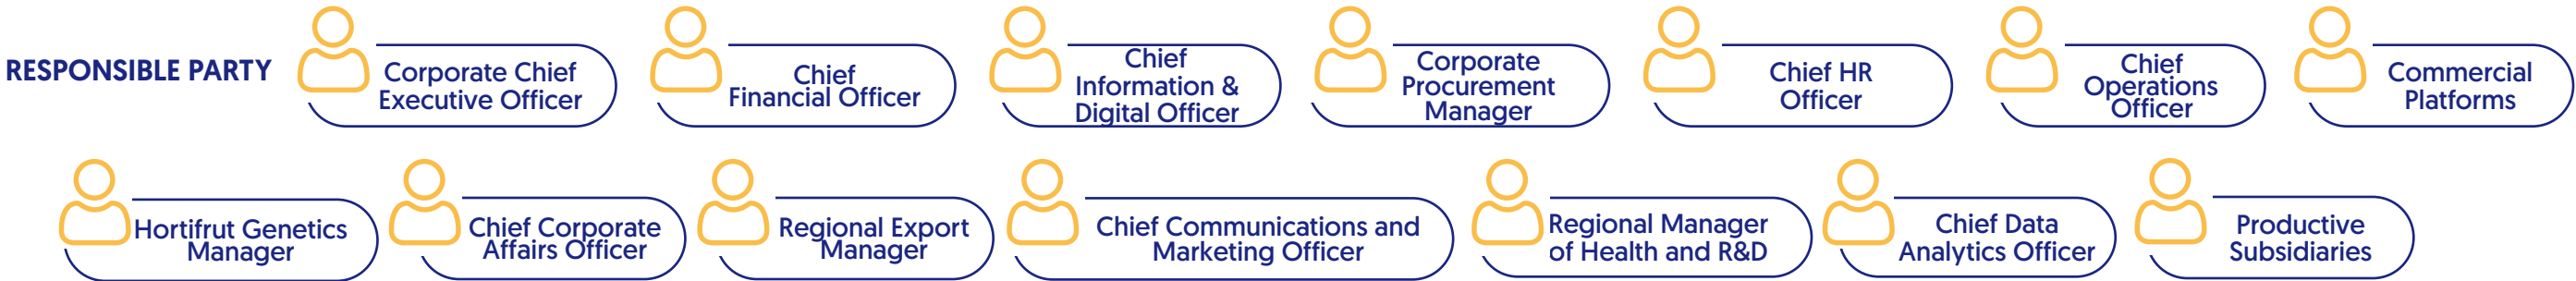 RESPONSIBLE PARTY
Corporate Chief
Executive Officer
Chief
Financial Officer
Chief
Information &
Digital Officer
Corporate
Procurement
Manager
Chief HR
Officer
Chief
Operations
Officer
Commercial
Platforms
Hortifrut Genetics
Manager
Chief Corporate
Affairs Officer
Regional Export
Manager
Chief Communications and
Marketing Officer
Regional Manager
of Health and R&D
Chief Data
Analytics Officer
Productive
Subsidiaries